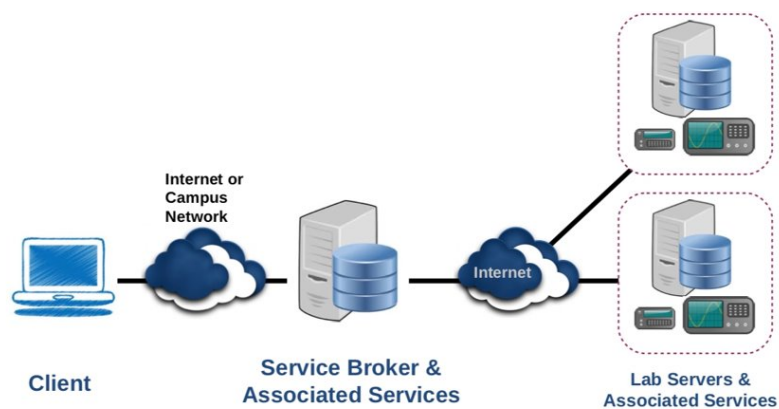 Internet or
Campus
Network
Internet
Client
Service Broker &
Associated Services
Lab Servers &
Associated Services